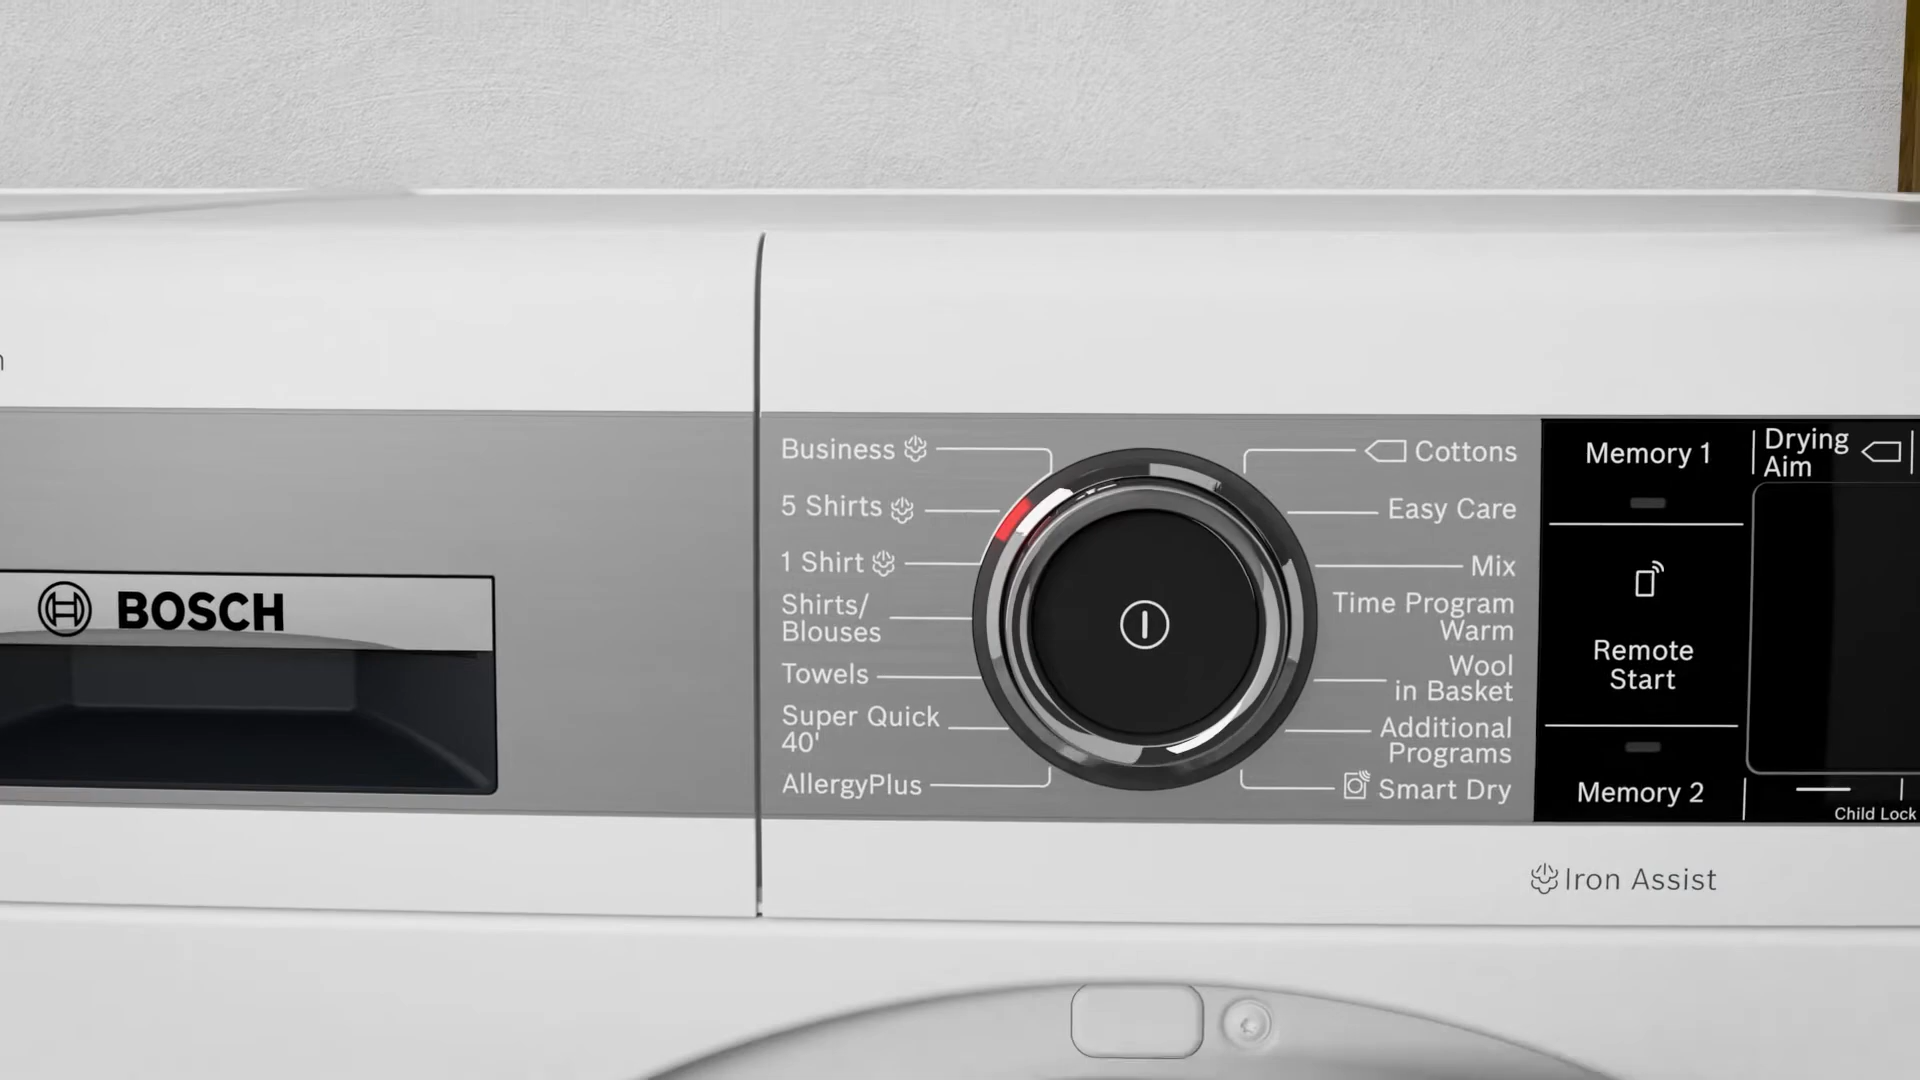 BOSCH
Business
5 Shirts
1 Shirt
Shirts/
Blouses
Towels
Super Quick
40'
AllergyPlus
Cottons
Easy Care
Mix
Time Program
Warm
Wool
in Basket
Additional
Programs
Smart Dry
Memory 1
Remote
Start
Memory 2
Drying
Aim
Child Lock
Iron Assist